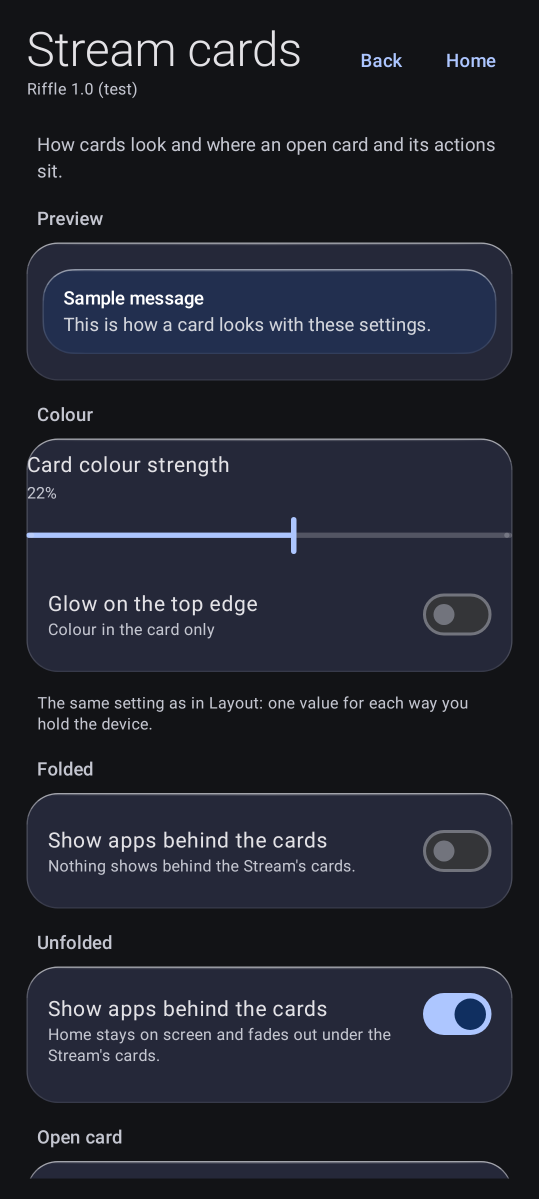 Stream cards
Back
Home
Riffle 1.0 (test)
How cards look and where an open card and its actions
sit.
Preview
Sample message
This is how a card looks with these settings.
Colour
Card colour strength
22%
Glow on the top edge
Colour in the card only
The same setting as in Layout: one value for each way you
hold the device.
Folded
Show apps behind the cards
Nothing shows behind the Stream's cards.
Unfolded
Show apps behind the cards
Home stays on screen and fades out under the
Stream's cards.
Open card